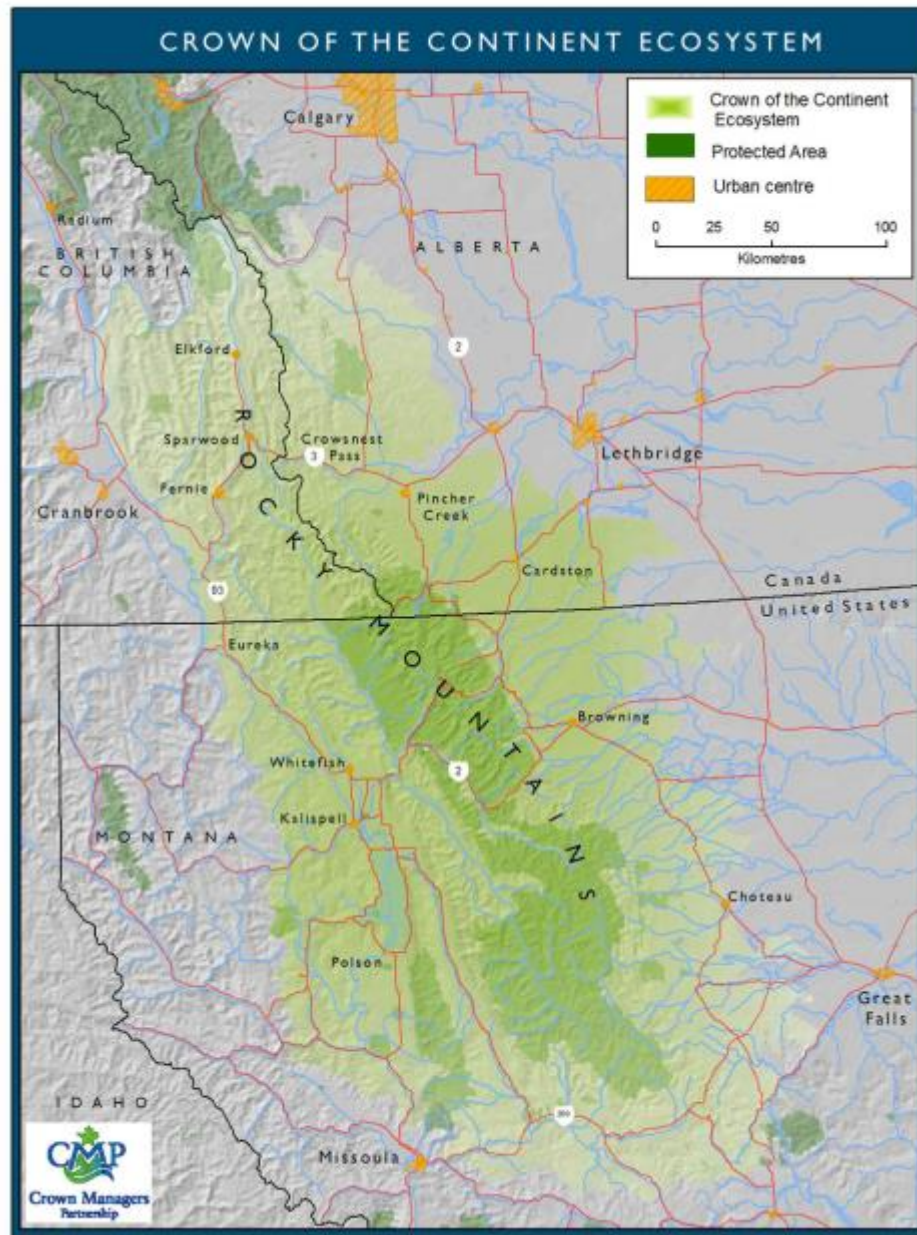 CROWN OF THE CONTINENT ECOSYSTEM
Crown of the Continent
Ecosystem
Protected Area
Urban centre
0 25 50 100
Kilometres
Calgary
Radium
BRITISH
COLUMBIA
ALBERTA
Elkford
2
Sparwood
Crowsnest
Pass
3
Lethbridge
Fernie
Cranbrook
Pincher
Creek
Cardston
93
Canada
United States
Eureka
ROCKY MOUNTAINS
Browning
Whitefish
2
Kalispell
MONTANA
Choteau
Polson
Great
Falls
IDAHO
Missoula
CMP
Crown Managers
Partnership